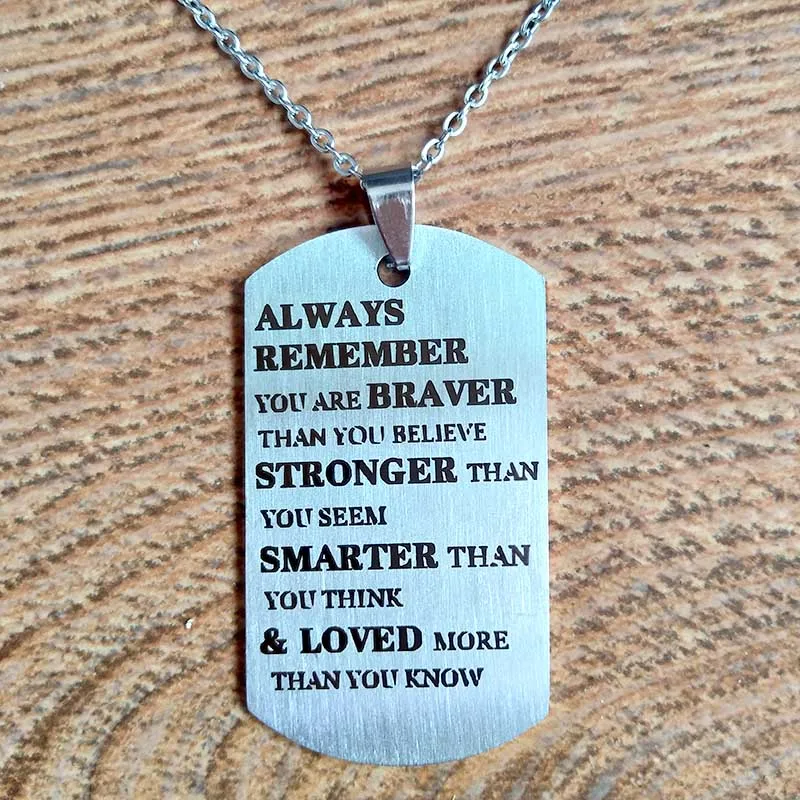 ALWAYS
REMEMBER
YOU ARE BRAVER
THAN YOU BELIEVE
STRONGER THAN
YOU SEEM
SMARTER THAN
YOU THINK
& LOVED MORE
THAN YOU KNOW